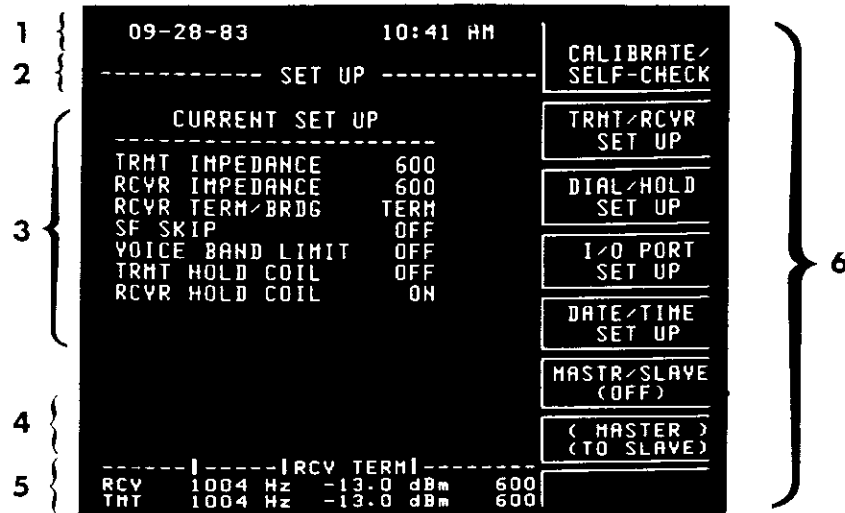 1
09-28-83 10:41 AM
2
------------ SET UP -----------
3
CURRENT SET UP
-----------------------
TRMT IMPEDANCE 600
RCVR IMPEDANCE 600
RCVR TERM/BRDG TERM
SF SKIP OFF
VOICE BAND LIMIT OFF
TRMT HOLD COIL OFF
RCVR HOLD COIL ON
4
5
------|-----|RCV TERM|--------
RCV 1004 Hz -13.0 dBm 600
TMT 1004 Hz -13.0 dBm 600
CALIBRATE/
SELF-CHECK
TRMT/RCVR
SET UP
DIAL/HOLD
SET UP
I/O PORT
SET UP
DATE/TIME
SET UP
MASTR/SLAVE
(OFF)
( MASTER )
(TO SLAVE)
6